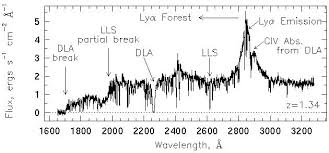 Lyα Forest
Lyα Emission
LLS
partial break
DLA
break
DLA
LLS
CIV Abs.
from DLA
z=1.34
Flux, ergs s⁻¹ cm⁻² Å⁻¹
5
4
3
2
1
0
1600 1800 2000 2200 2400 2600 2800 3000 3200
Wavelength, Å